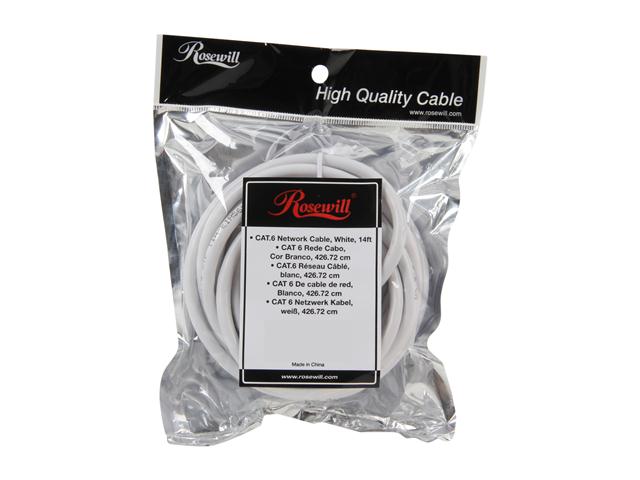 Rosewill
High Quality Cable
www.rosewill.com
Rosewill
• CAT.6 Network Cable, White, 14ft
• CAT 6 Rede Cabo,
Cor Branco, 426.72 cm
• CAT.6 Réseau Câblé,
blanc, 426.72 cm
• CAT 6 De cable de red,
Blanco, 426.72 cm
• CAT 6 Netzwerk Kabel,
weiß, 426.72 cm
Made in China
www.rosewill.com